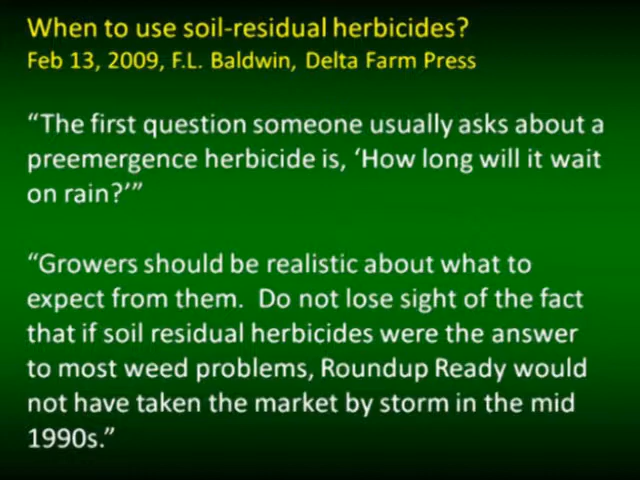 When to use soil-residual herbicides?
Feb 13, 2009, F.L. Baldwin, Delta Farm Press
“The first question someone usually asks about a
preemergence herbicide is, ‘How long will it wait
on rain?’”
“Growers should be realistic about what to
expect from them.  Do not lose sight of the fact
that if soil residual herbicides were the answer
to most weed problems, Roundup Ready would
not have taken the market by storm in the mid
1990s.”